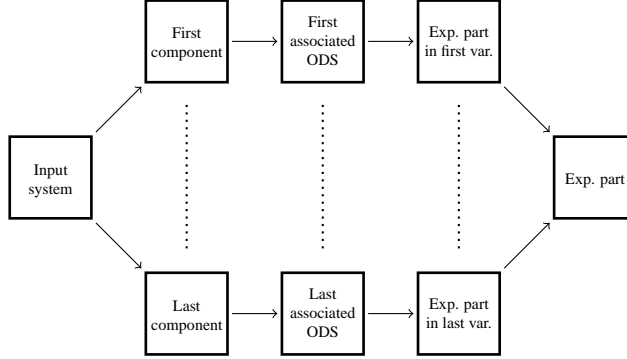 First
component
First
associated
ODS
Exp. part
in first var.
Input
system
Exp. part
Last
component
Last
associated
ODS
Exp. part
in last var.